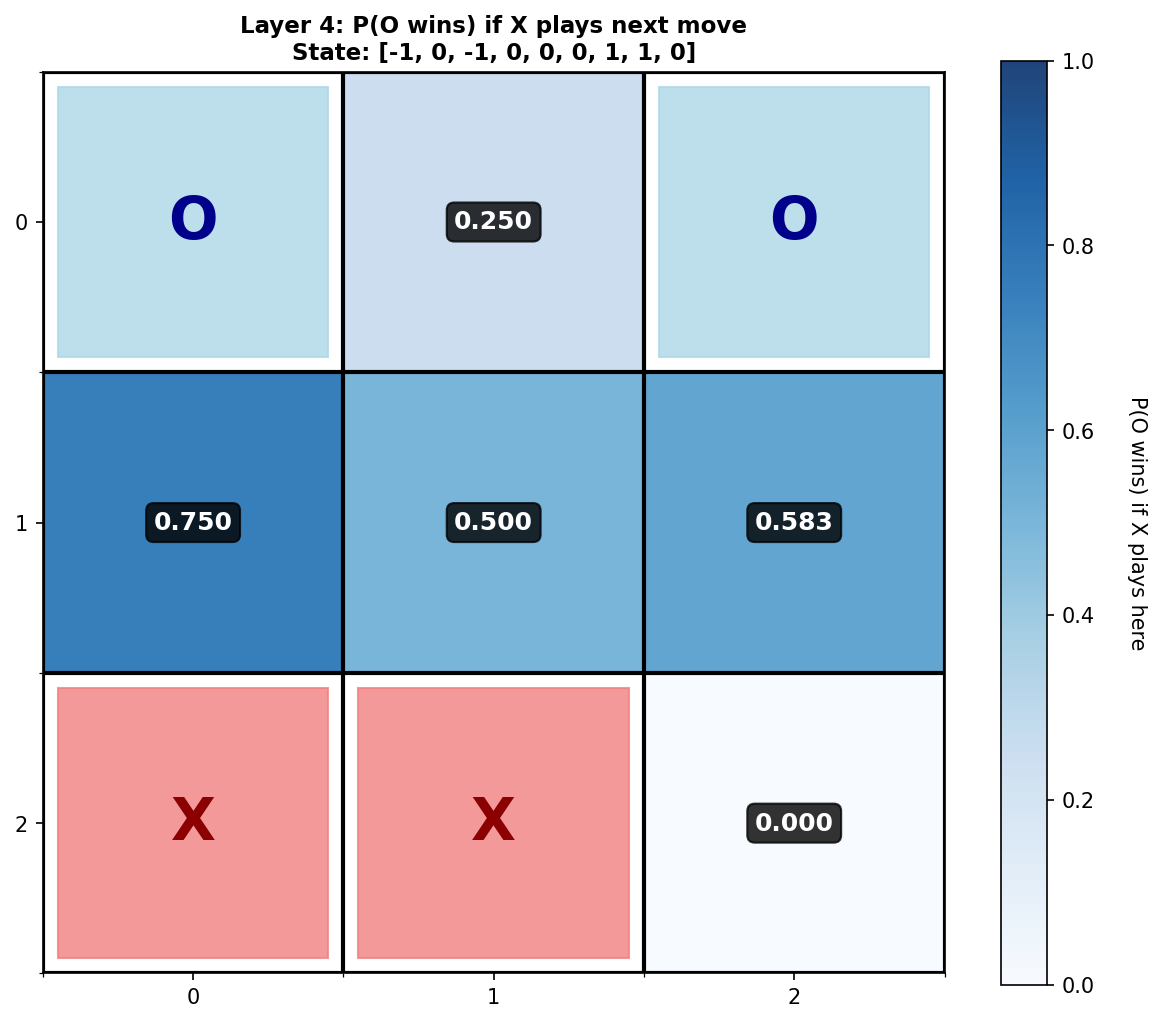 Layer 4: P(O wins) if X plays next move
State: [-1, 0, -1, 0, 0, 0, 1, 1, 0]
0
O
0.250
O
1
0.750
0.500
0.583
2
X
X
0.000
0
1
2
1.0
0.8
0.6
0.4
0.2
0.0
P(O wins) if X plays here